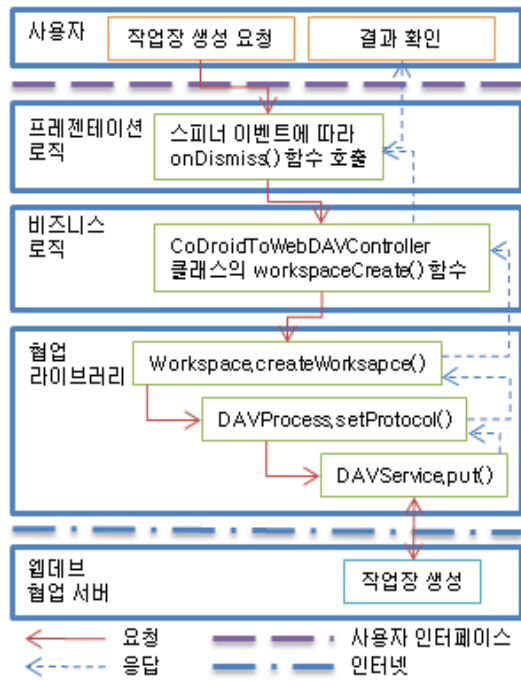 사용자
작업장 생성 요청
결과 확인
프레젠테이션
로직
스피너 이벤트에 따라
onDismiss() 함수 호출
비즈니스
로직
CoDroidToWebDAVController
클래스의 workspaceCreate() 함수
협업
라이브러리
Workspace,createWorksapce()
DAVProcess,setProtocol()
DAVService,put()
웹데브
협업 서버
작업장 생성
요청
사용자 인터페이스
응답
인터넷